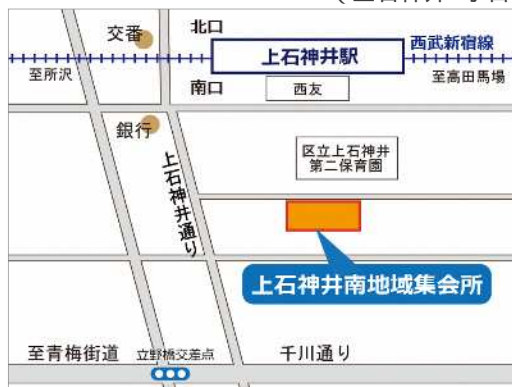 交番
北口
上石神井駅
西武新宿線
至所沢
至高田馬場
南口
西友
銀行
区立上石神井
第二保育園
上石神井通り
上石神井南地域集会所
至青梅街道
立野橋交差点
千川通り